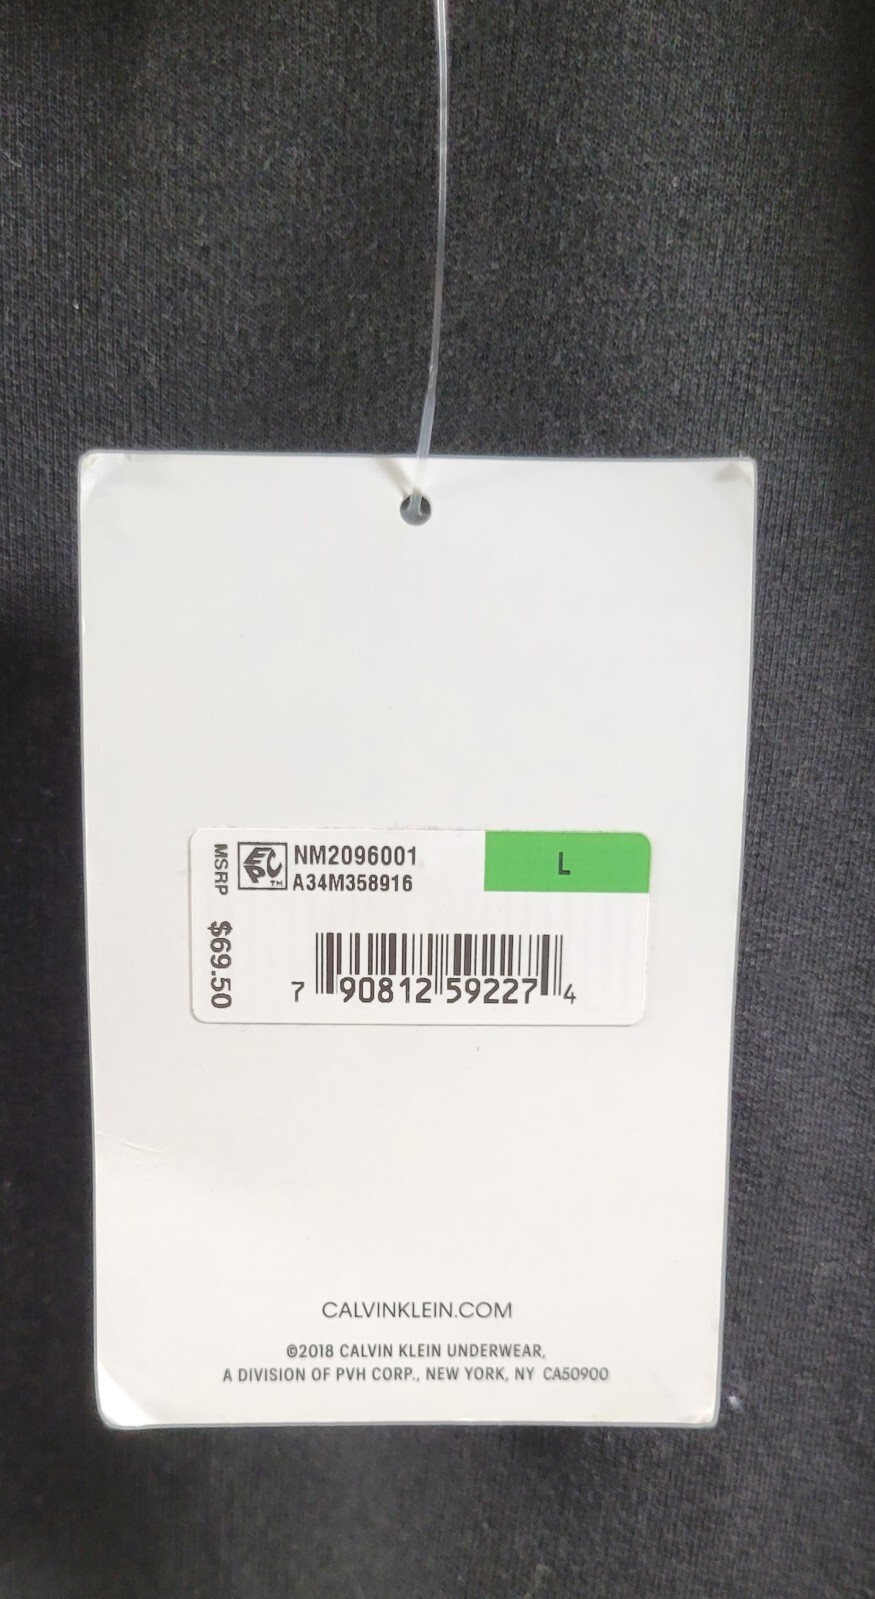 MSRP $69.50
EPC™
NM2096001
A34M358916
L
7 90812 59227 4
CALVINKLEIN.COM
©2018 CALVIN KLEIN UNDERWEAR,
A DIVISION OF PVH CORP., NEW YORK, NY CA50900